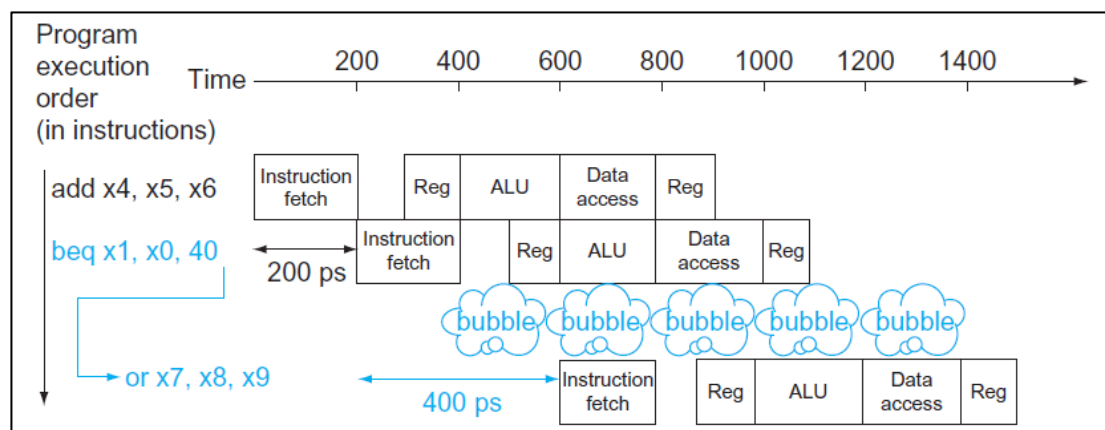 Program
execution
order
(in instructions)
Time
200 400 600 800 1000 1200 1400
add x4, x5, x6
Instruction
fetch
Reg
ALU
Data
access
Reg
beq x1, x0, 40
200 ps
Instruction
fetch
Reg
ALU
Data
access
Reg
bubble bubble bubble bubble bubble
or x7, x8, x9
400 ps
Instruction
fetch
Reg
ALU
Data
access
Reg